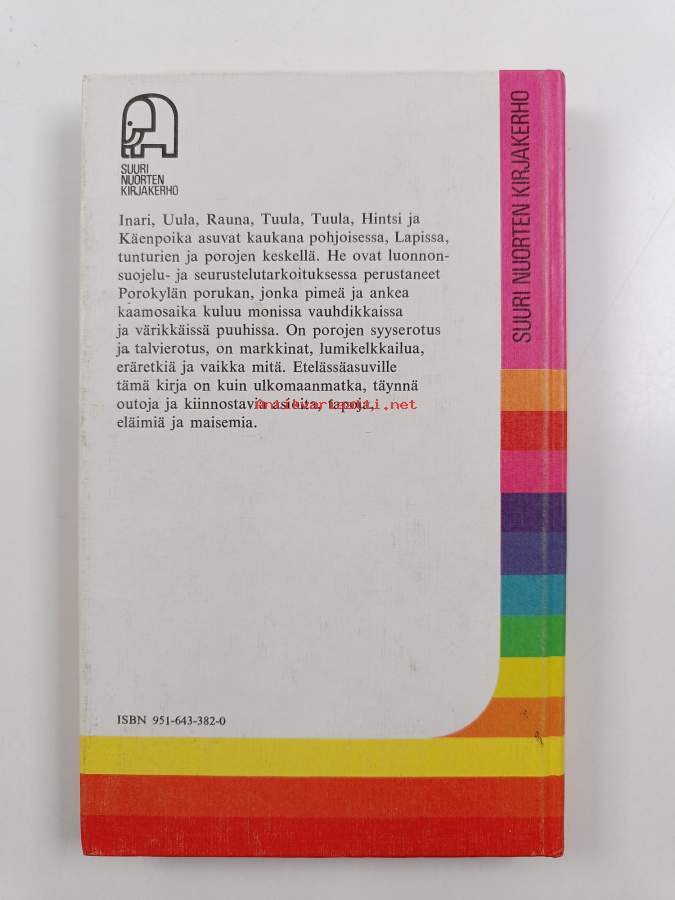 SUURI
NUORTEN
KIRJAKERHO
Inari, Uula, Rauna, Tuula, Tuula, Hintsi ja
Käenpoika asuvat kaukana pohjoisessa, Lapissa,
tunturien ja porojen keskellä. He ovat luonnon-
suojelu- ja seurustelutarkoituksessa perustaneet
Porokylän porukan, jonka pimeä ja ankea
kaamosaika kuluu monissa vauhdikkaissa
ja värikkäissä puuhissa. On porojen syyserotus
ja talvierotus, on markkinat, lumikelkkailua,
eräretkiä ja vaikka mitä. Etelässäasuville
tämä kirja on kuin ulkomaanmatka, täynnä
outoja ja kiinnostavia asioita, tapoja,
eläimiä ja maisemia.
ISBN 951-643-382-0
SUURI NUORTEN KIRJAKERHO